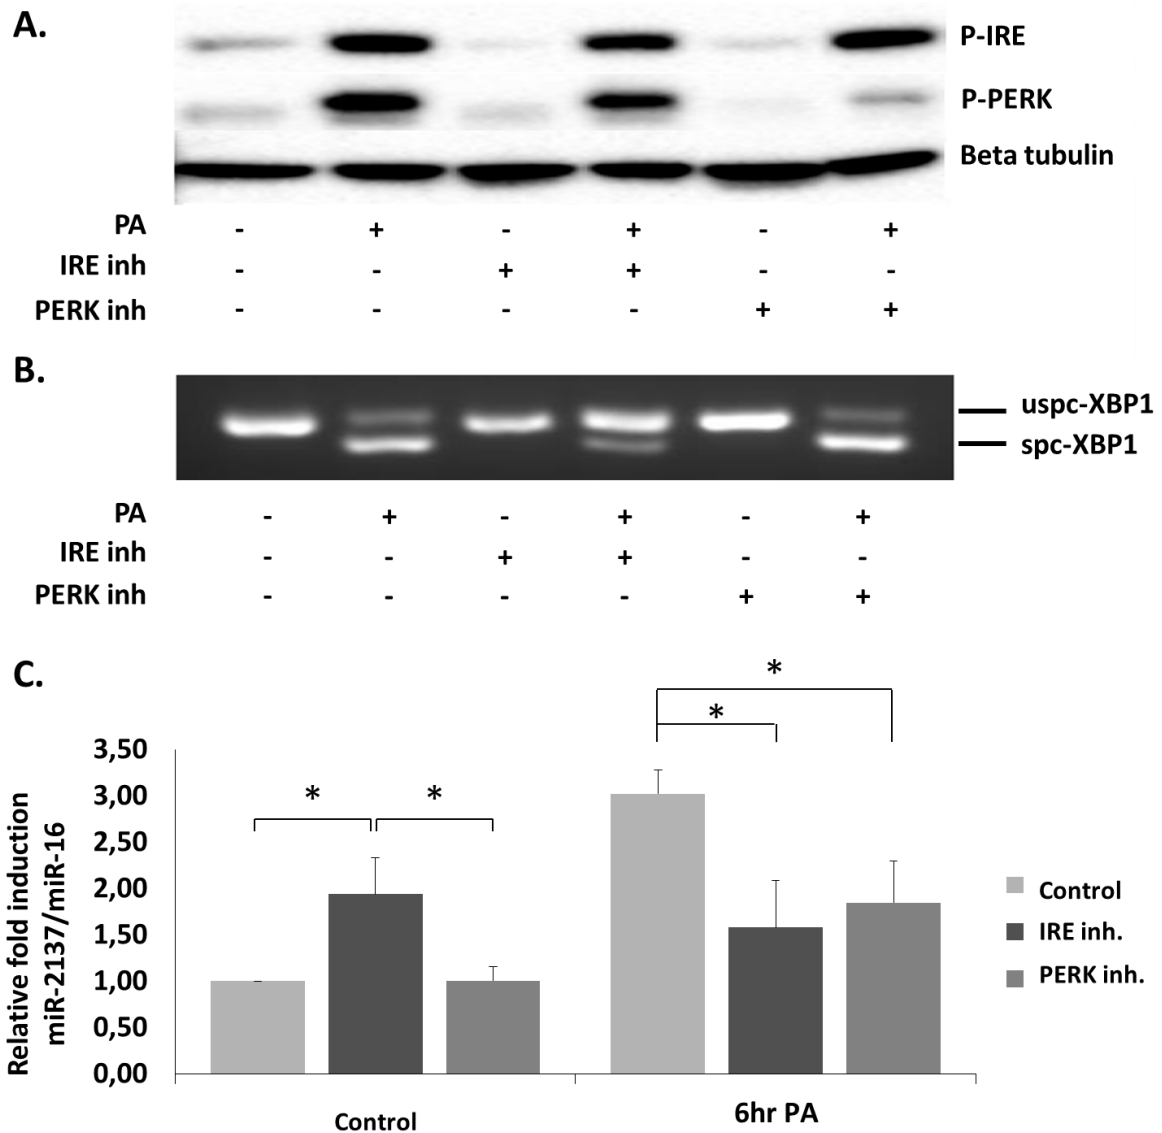 A.
P-IRE
P-PERK
Beta tubulin
PA - + - + - +
IRE inh - - + + - -
PERK inh - - - - + +
B.
uspc-XBP1
spc-XBP1
PA - + - + - +
IRE inh - - + + - -
PERK inh - - - - + +
C.
Relative fold induction
miR-2137/miR-16
3,50
3,00
2,50
2,00
1,50
1,00
0,50
0,00
* *
* *
Control
6hr PA
Control
IRE inh.
PERK inh.